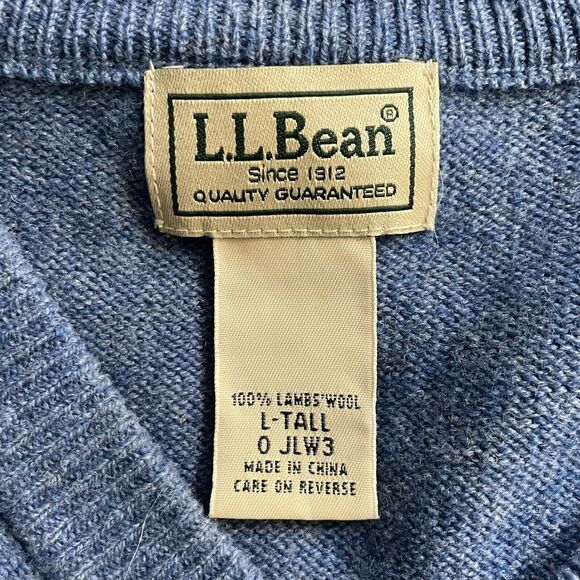 L.L.Bean®
Since 1912
QUALITY GUARANTEED
100% LAMBS' WOOL
L-TALL
0 JLW3
MADE IN CHINA
CARE ON REVERSE